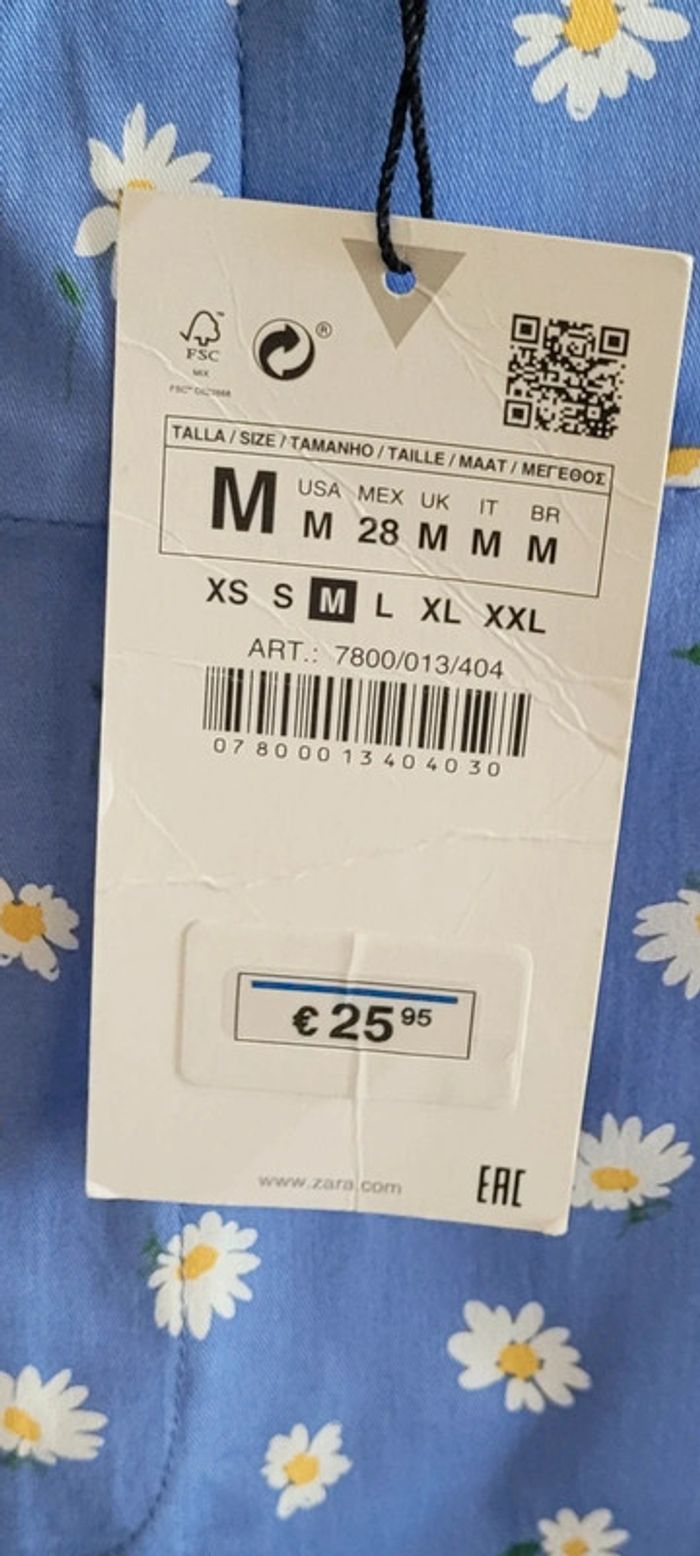 FSC
MIX
®
TALLA / SIZE / TAMANHO / TAILLE / MAAT / ΜΕΓΕΘΟΣ
M USA MEX UK IT BR
M 28 M M M
XS S M L XL XXL
ART.: 7800/013/404
07800013404030
€ 25 95
www.zara.com
EAC